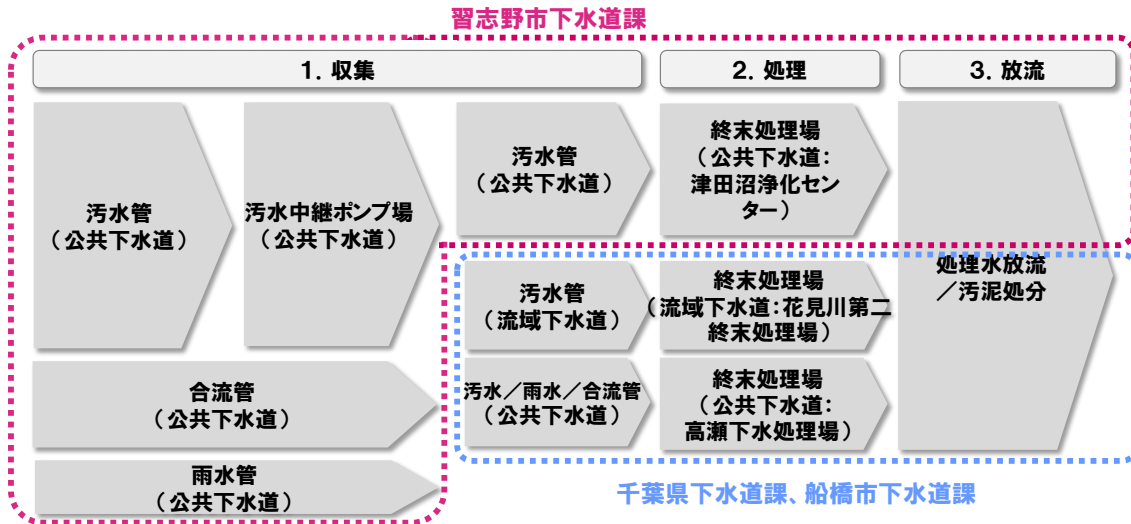 習志野市下水道課
1．収集
2．処理
3．放流
汚水管
（公共下水道）
汚水中継ポンプ場
（公共下水道）
汚水管
（公共下水道）
終末処理場
（公共下水道：
津田沼浄化セン
ター）
処理水放流
／汚泥処分
汚水管
（流域下水道）
終末処理場
（流域下水道：花見川第二
終末処理場）
合流管
（公共下水道）
汚水／雨水／合流管
（公共下水道）
終末処理場
（公共下水道：
高瀬下水処理場）
雨水管
（公共下水道）
千葉県下水道課、船橋市下水道課